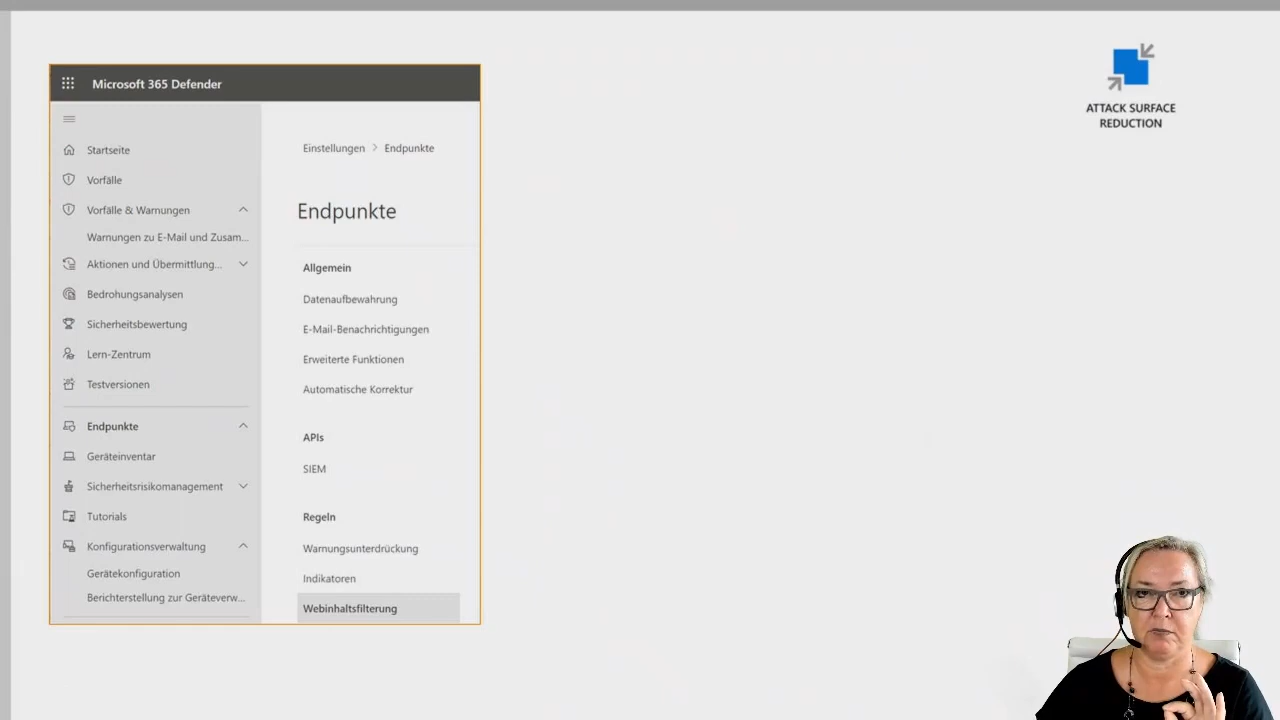 Microsoft 365 Defender
Startseite
Vorfälle
Vorfälle & Warnungen
Warnungen zu E-Mail und Zusam...
Aktionen und Übermittlung...
Bedrohungsanalysen
Sicherheitsbewertung
Lern-Zentrum
Testversionen
Endpunkte
Geräteinventar
Sicherheitsrisikomanagement
Tutorials
Konfigurationsverwaltung
Gerätekonfiguration
Berichterstellung zur Geräteverw...
Einstellungen > Endpunkte
Endpunkte
Allgemein
Datenaufbewahrung
E-Mail-Benachrichtigungen
Erweiterte Funktionen
Automatische Korrektur
APIs
SIEM
Regeln
Warnungsunterdrückung
Indikatoren
Webinhaltsfilterung
ATTACK SURFACE
REDUCTION